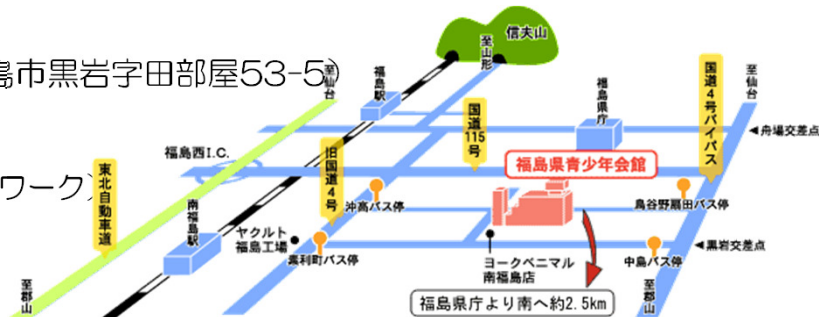 信夫山
至山形
島市黒岩字田部屋53-5)
至仙台
福島駅
国道4号バイパス
至仙台
福島県庁
国道115号
舟場交差点
福島西I.C.
旧国道4号
福島県青少年会館
東北自動車道
ワーク)
南福島駅
沖高バス停
鳥谷野扇田バス停
ヤクルト
福島工場
黒岩交差点
ヨークベニマル
南福島店
中島バス停
至郡山
至郡山
福島県庁より南へ約2.5km